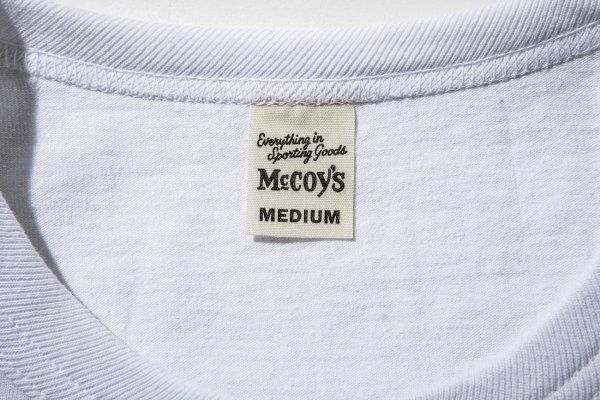 Everything in
Sporting Goods
McCoy's
MEDIUM